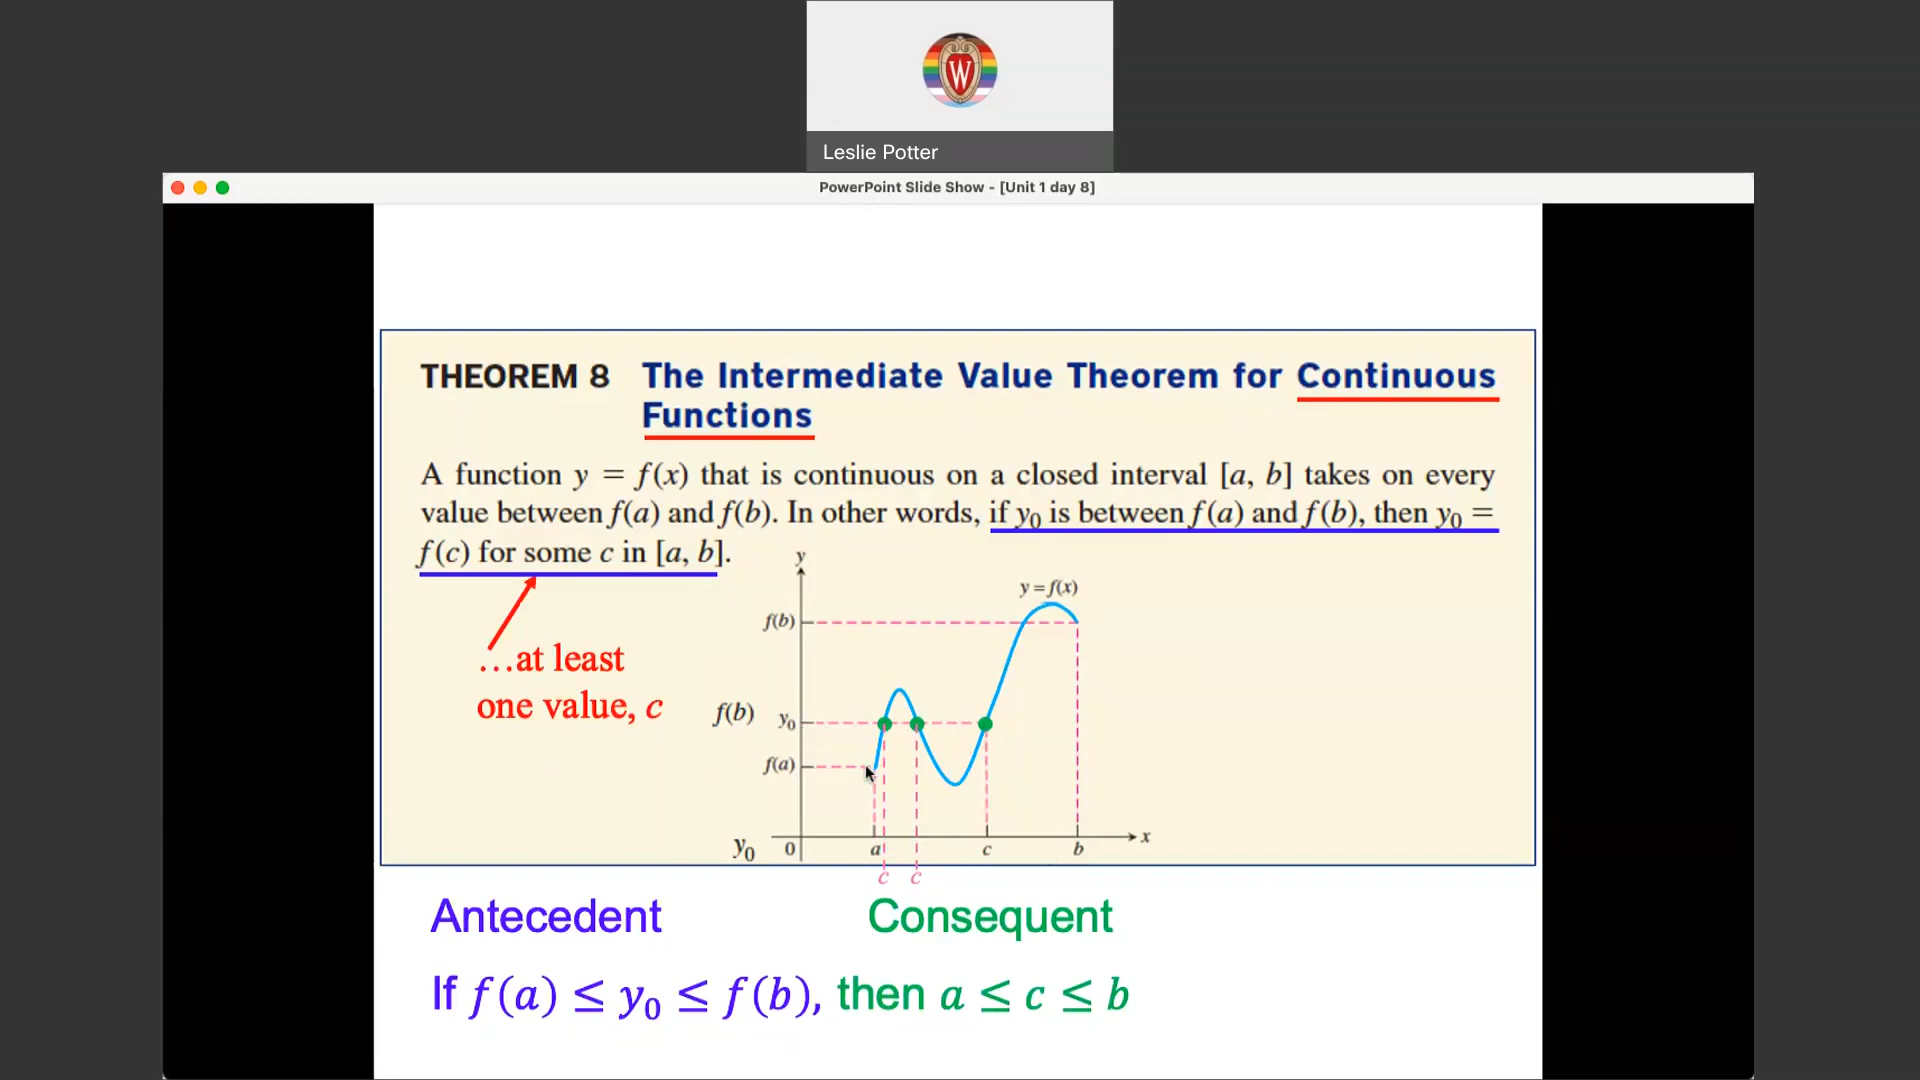 W
Leslie Potter
PowerPoint Slide Show - [Unit 1 day 8]
THEOREM 8 The Intermediate Value Theorem for Continuous
Functions
A function y = f(x) that is continuous on a closed interval [a, b] takes on every
value between f(a) and f(b). In other words, if y₀ is between f(a) and f(b), then y₀ =
f(c) for some c in [a, b].
...at least
one value, c
y
y = f(x)
f(b)
f(b) y₀
f(a)
y₀ 0 a c b x
c c
Antecedent Consequent
If f(a) ≤ y₀ ≤ f(b), then a ≤ c ≤ b